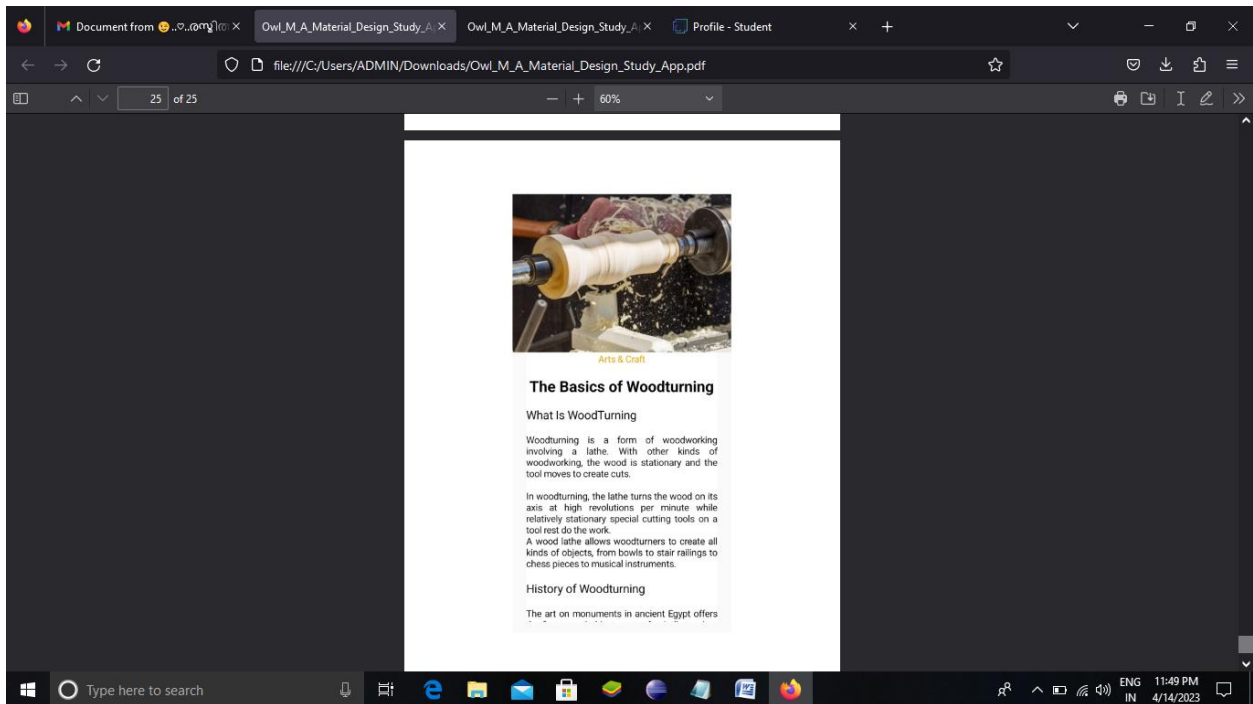 Document from 😉..♡..
Owl_M_A_Material_Design_Study_A
Owl_M_A_Material_Design_Study_A
Profile - Student
file:///C:/Users/ADMIN/Downloads/Owl_M_A_Material_Design_Study_App.pdf
25 of 25
60%
Arts & Craft
The Basics of Woodturning
What Is WoodTurning
Woodturning is a form of woodworking
involving a lathe. With other kinds of
woodworking, the wood is stationary and the
tool moves to create cuts.
In woodturning, the lathe turns the wood on its
axis at high revolutions per minute while
relatively stationary special cutting tools on a
tool rest do the work.
A wood lathe allows woodturners to create all
kinds of objects, from bowls to stair railings to
chess pieces to musical instruments.
History of Woodturning
The art on monuments in ancient Egypt offers
Type here to search
ENG
IN
11:49 PM
4/14/2023